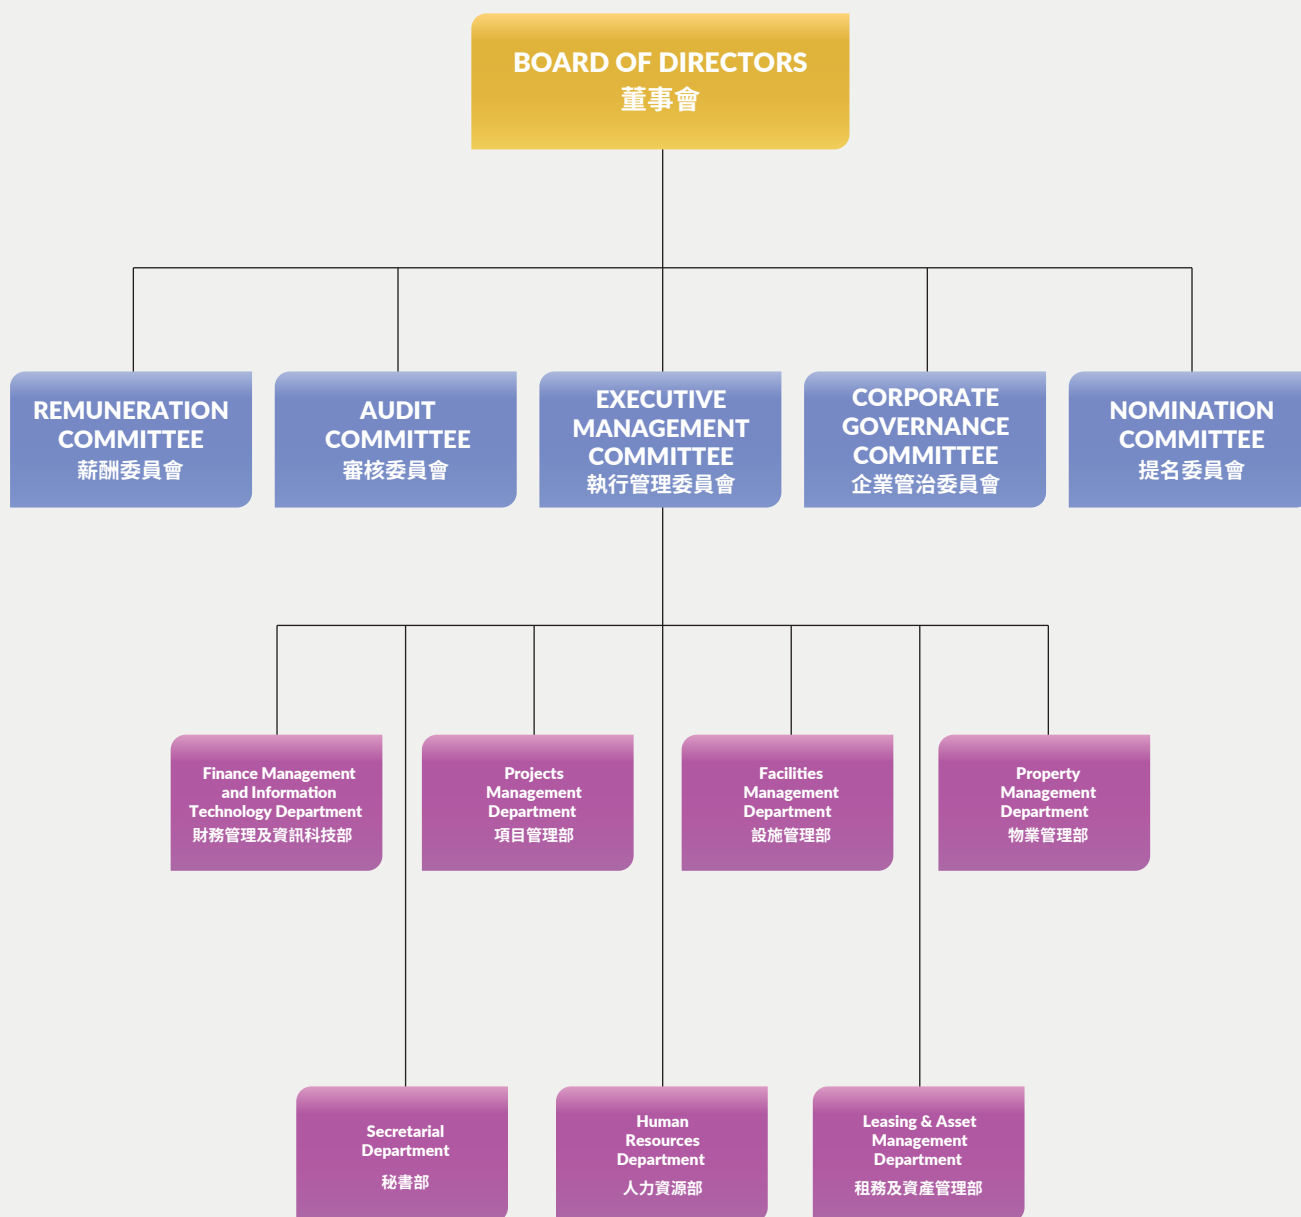 BOARD OF DIRECTORS
董事會
REMUNERATION
COMMITTEE
薪酬委員會
AUDIT
COMMITTEE
審核委員會
EXECUTIVE
MANAGEMENT
COMMITTEE
執行管理委員會
CORPORATE
GOVERNANCE
COMMITTEE
企業管治委員會
NOMINATION
COMMITTEE
提名委員會
Finance Management
and Information
Technology Department
財務管理及資訊科技部
Projects
Management
Department
項目管理部
Facilities
Management
Department
設施管理部
Property
Management
Department
物業管理部
Secretarial
Department
秘書部
Human
Resources
Department
人力資源部
Leasing & Asset
Management
Department
租務及資產管理部